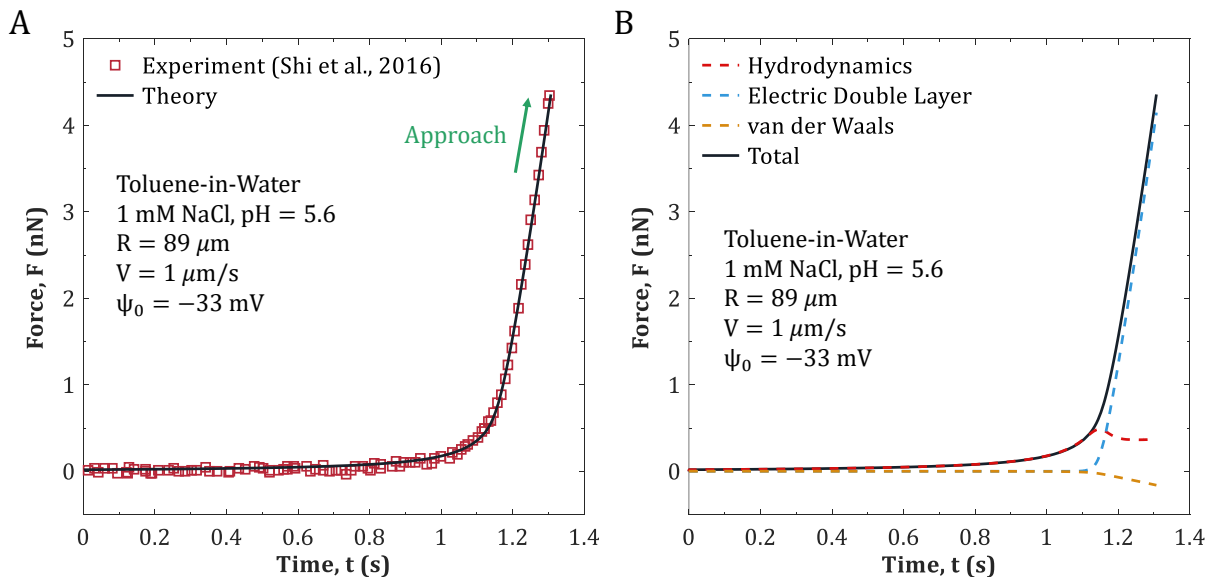 A
5
4
3
2
1
0
Force, F (nN)
Experiment (Shi et al., 2016)
Theory
Approach
Toluene-in-Water
1 mM NaCl, pH = 5.6
R = 89 μm
V = 1 μm/s
ψ₀ = −33 mV
0 0.2 0.4 0.6 0.8 1 1.2 1.4
Time, t (s)
B
5
4
3
2
1
0
Force, F (nN)
Hydrodynamics
Electric Double Layer
van der Waals
Total
Toluene-in-Water
1 mM NaCl, pH = 5.6
R = 89 μm
V = 1 μm/s
ψ₀ = −33 mV
0 0.2 0.4 0.6 0.8 1 1.2 1.4
Time, t (s)